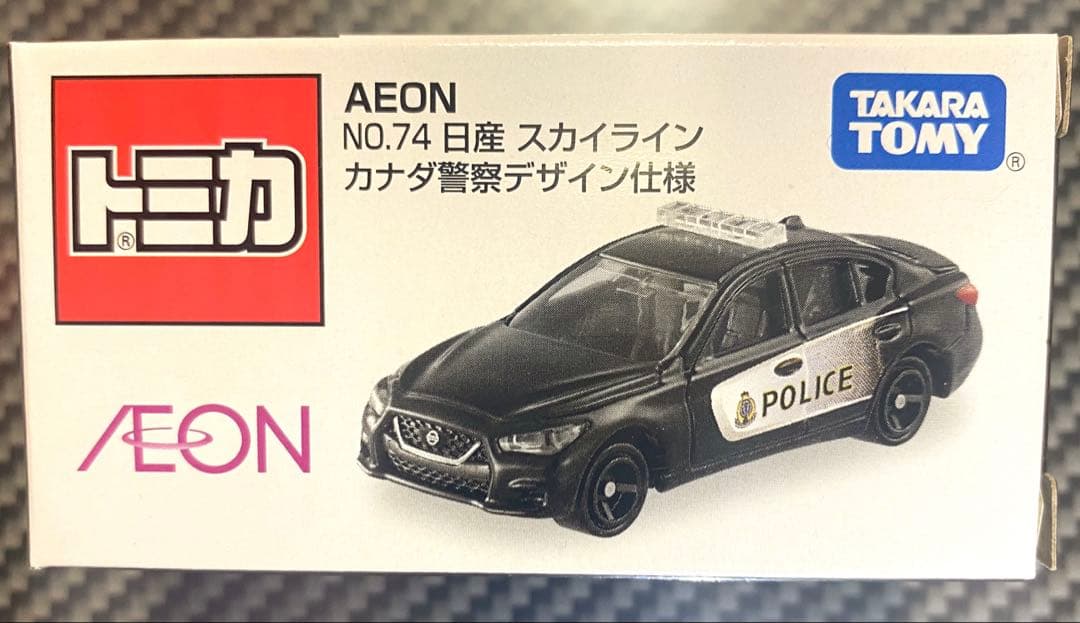 トミカ
®
AEON
NO.74 日産 スカイライン
カナダ警察デザイン仕様
TAKARA
TOMY
®
AEON
POLICE